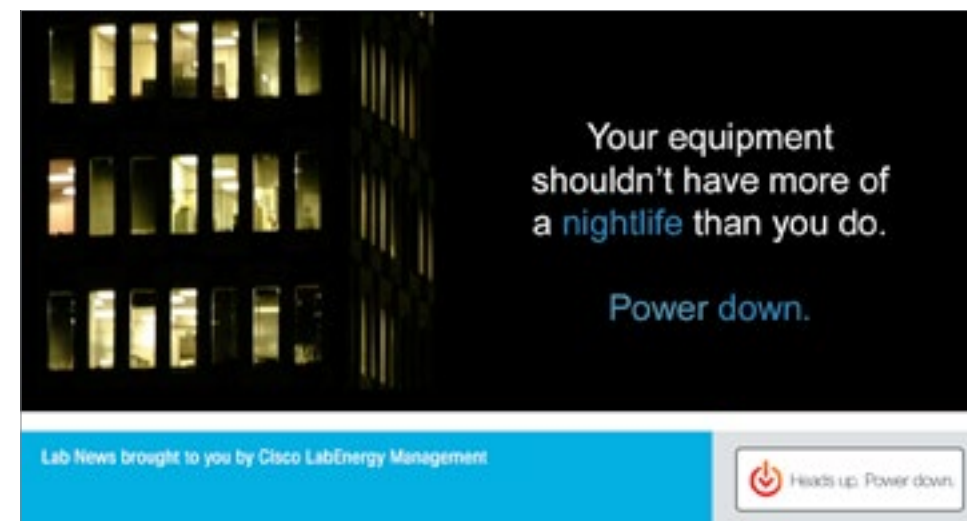 Your equipment
shouldn't have more of
a nightlife than you do.
Power down.
Lab News brought to you by Cisco LabEnergy Management
Heads up. Power down.